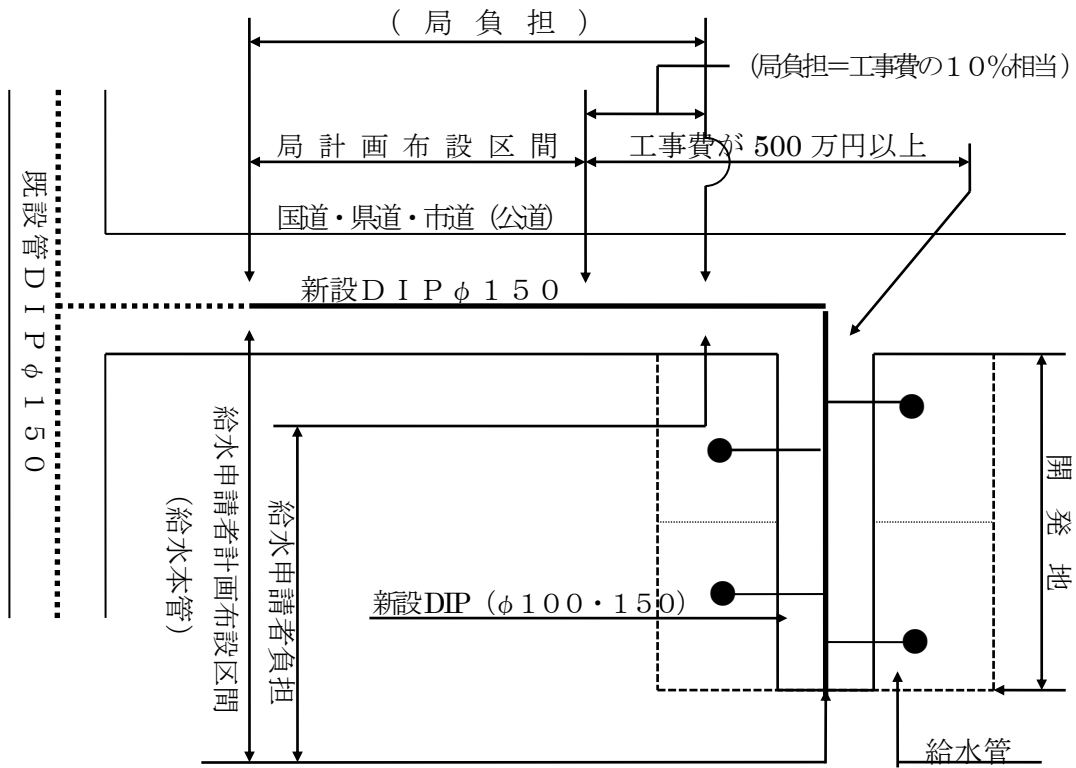 ( 局 負 担 )
(局負担＝工事費の１０％相当)
局 計 画 布 設 区 間
工事費が 500 万円以上
国道・県道・市道 (公道)
既設管ＤＩＰφ１５０
新設ＤＩＰφ１５０
給水申請者計画布設区間
(給水本管)
給水申請者負担
新設DIP (φ１００・１５０)
開 発 地
給水管